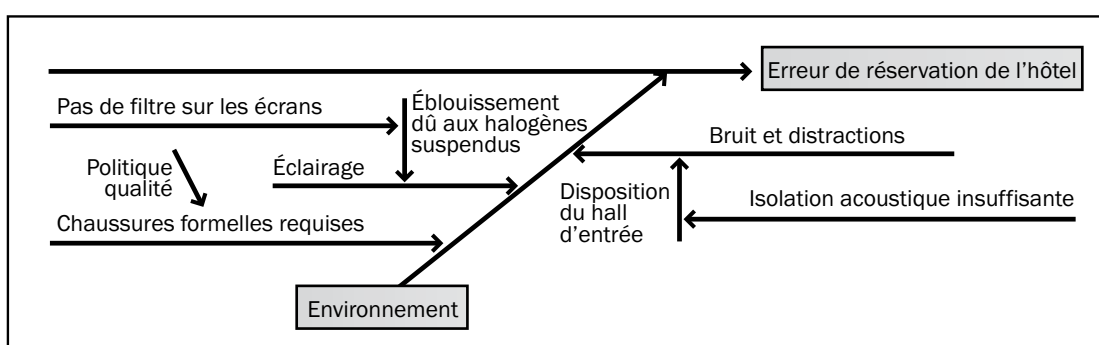 Erreur de réservation de l’hôtel
Pas de filtre sur les écrans
Éblouissement
dû aux halogènes
suspendus
Bruit et distractions
Politique
qualité
Éclairage
Disposition
du hall
d’entrée
Isolation acoustique insuffisante
Chaussures formelles requises
Environnement